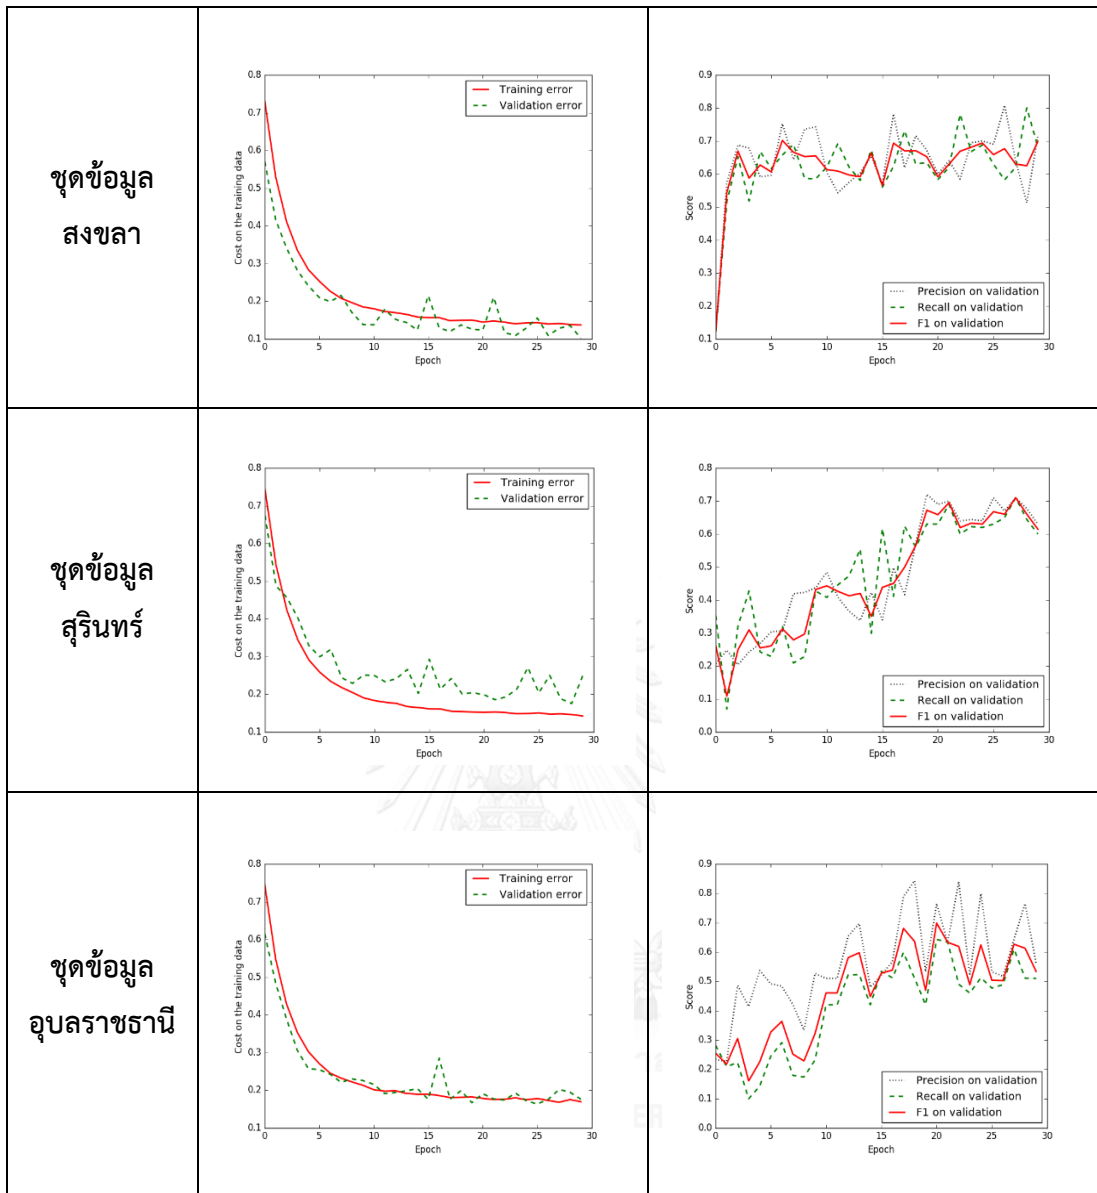 ชุดข้อมูล
สงขลา
0.8
0.7
0.6
0.5
0.4
0.3
0.2
0.1
Cost on the training data
0 5 10 15 20 25 30
Epoch
Training error
Validation error
0.9
0.8
0.7
0.6
0.5
0.4
0.3
0.2
0.1
Score
0 5 10 15 20 25 30
Epoch
Precision on validation
Recall on validation
F1 on validation
ชุดข้อมูล
สุรินทร์
0.8
0.7
0.6
0.5
0.4
0.3
0.2
0.1
Cost on the training data
0 5 10 15 20 25 30
Epoch
Training error
Validation error
0.8
0.7
0.6
0.5
0.4
0.3
0.2
0.1
0.0
Score
0 5 10 15 20 25 30
Epoch
Precision on validation
Recall on validation
F1 on validation
ชุดข้อมูล
อุบลราชธานี
0.8
0.7
0.6
0.5
0.4
0.3
0.2
0.1
Cost on the training data
0 5 10 15 20 25 30
Epoch
Training error
Validation error
0.9
0.8
0.7
0.6
0.5
0.4
0.3
0.2
0.1
0.0
Score
0 5 10 15 20 25 30
Epoch
Precision on validation
Recall on validation
F1 on validation